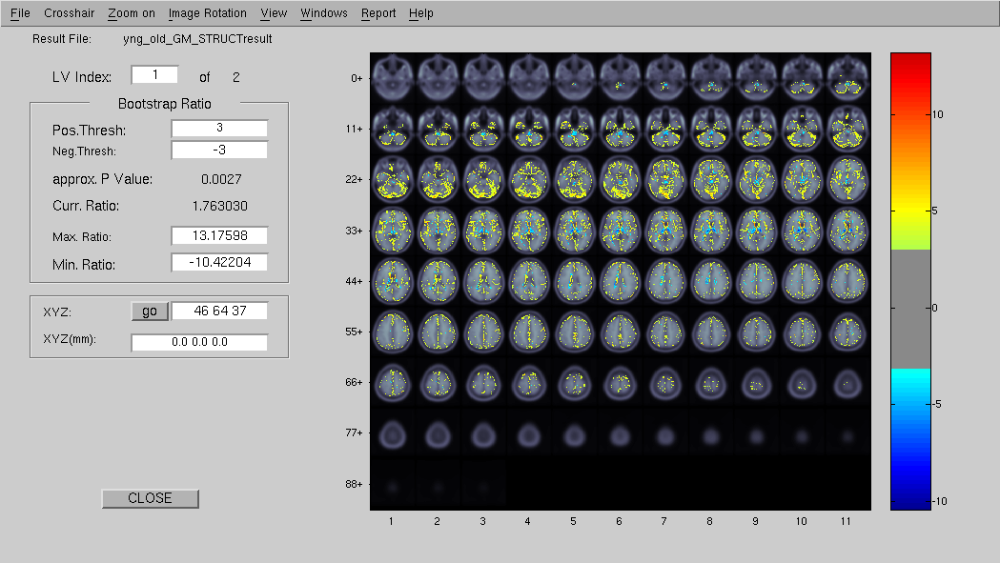 File Crosshair Zoom on Image Rotation View Windows Report Help
Result File: yng_old_GM_STRUCTresult
LV Index: 1 of 2
Bootstrap Ratio
Pos.Thresh: 3
Neg.Thresh: -3
approx. P Value: 0.0027
Curr. Ratio: 1.763030
Max. Ratio: 13.17598
Min. Ratio: -10.42204
XYZ: go 46 64 37
XYZ(mm): 0.0 0.0 0.0
CLOSE
0+
11+
22+
33+
44+
55+
66+
77+
88+
1 2 3 4 5 6 7 8 9 10 11
10
5
0
-5
-10